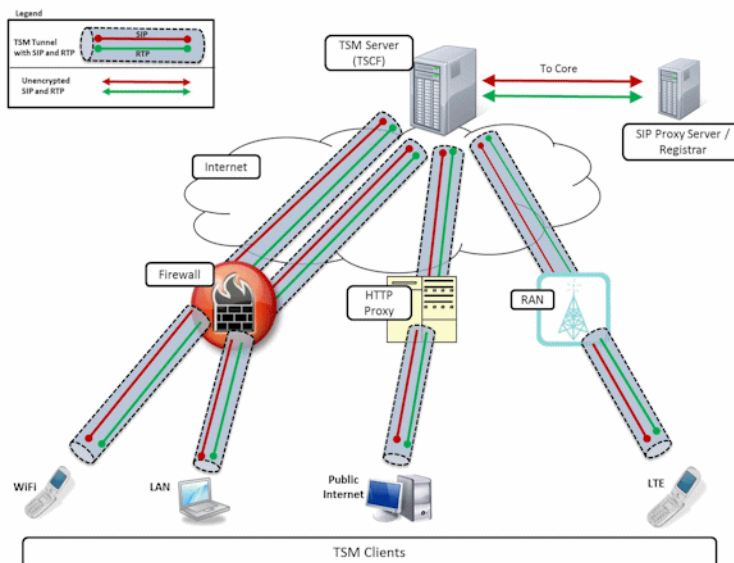 Legend
TSM Tunnel
with SIP and RTP
SIP
RTP
Unencrypted
SIP and RTP
TSM Server
(TSCF)
To Core
SIP Proxy Server /
Registrar
Internet
Firewall
HTTP
Proxy
RAN
WiFi
LAN
Public
Internet
LTE
TSM Clients